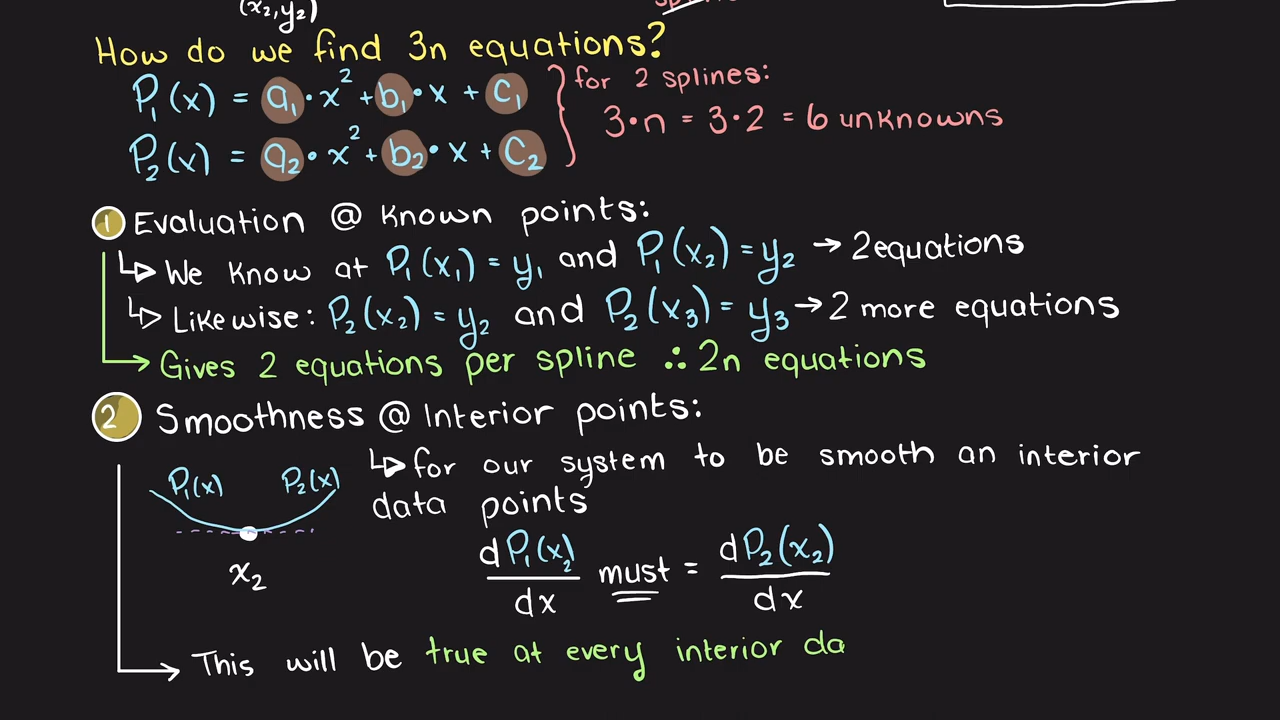 (x₂,y₂)
How do we find 3n equations?
P₁(x) = a₁·x² + b₁·x + c₁
P₂(x) = a₂·x² + b₂·x + c₂
for 2 splines:
3·n = 3·2 = 6 unknowns
1 Evaluation @ known points:
↳ We know at P₁(x₁) = y₁ and P₁(x₂) = y₂ → 2 equations
↳ Likewise: P₂(x₂) = y₂ and P₂(x₃) = y₃ → 2 more equations
→ Gives 2 equations per spline ∴ 2n equations
2 Smoothness @ Interior points:
P₁(x) P₂(x)
x₂
↳ for our system to be smooth an interior
data points
dP₁(x₂)/dx must = dP₂(x₂)/dx
→ This will be true at every interior da